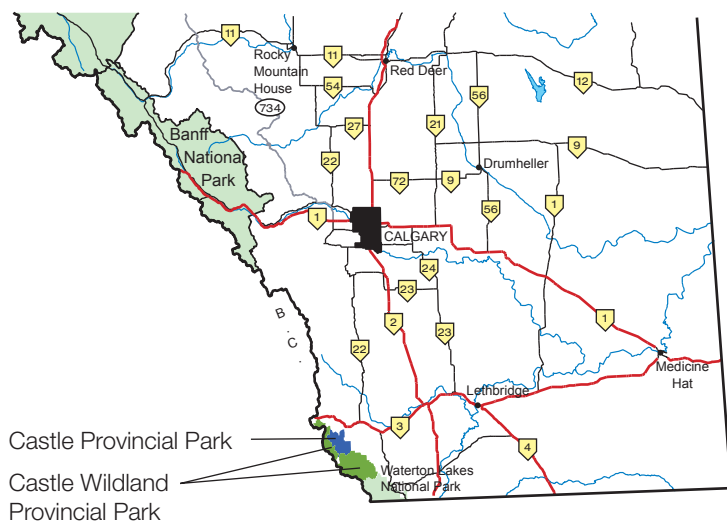 11
Rocky
Mountain
House
11
Red Deer
54
56
12
734
27
21
Banff
National
Park
22
Drumheller
9
72
9
1
56
1
CALGARY
24
23
B.
C.
2
23
1
22
Medicine
Hat
Lethbridge
3
4
Castle Provincial Park
Waterton Lakes
National Park
Castle Wildland
Provincial Park